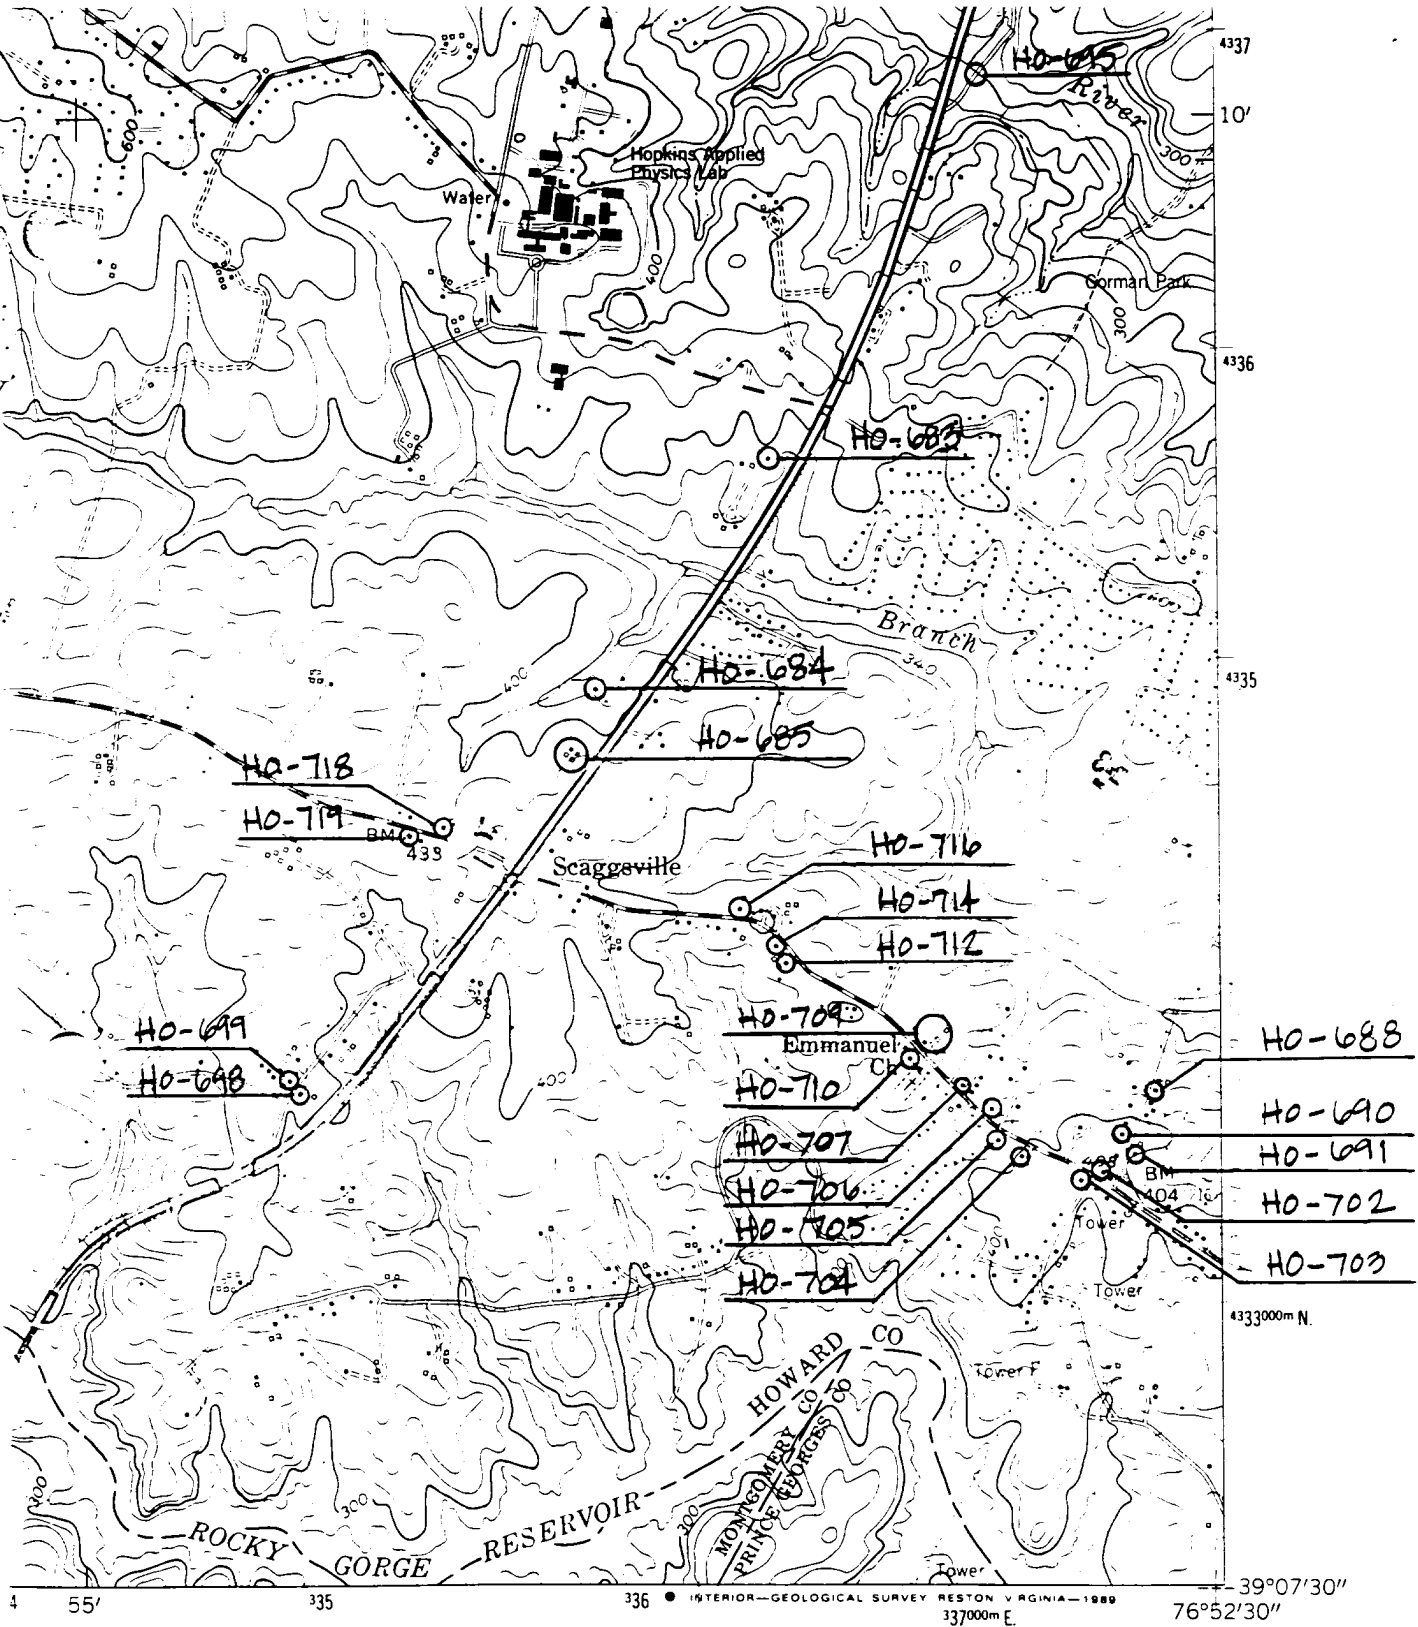 4337
HO-695
River
10'
600
300
Hopkins Applied
Physics Lab
Water
400
Gorman Park
300
4336
HO-683
Branch
400
340
400
HO-684
4335
HO-685
HO-718
HO-719
BM
433
Scaggsville
HO-716
HO-714
HO-712
HO-699
HO-709
Emmanuel
Ch
HO-688
HO-698
400
HO-710
HO-690
HO-707
HO-691
BM
404
HO-706
HO-702
Tower
HO-705
400
HO-703
HO-704
Tower
4333000m N.
HOWARD CO
Tower
MONTGOMERY CO
PRINCE GEORGES CO
300
300
300
ROCKY GORGE RESERVOIR
Tower
39°07'30"
4
55'
335
336
INTERIOR—GEOLOGICAL SURVEY RESTON VIRGINIA—1989
337000m E.
76°52'30"